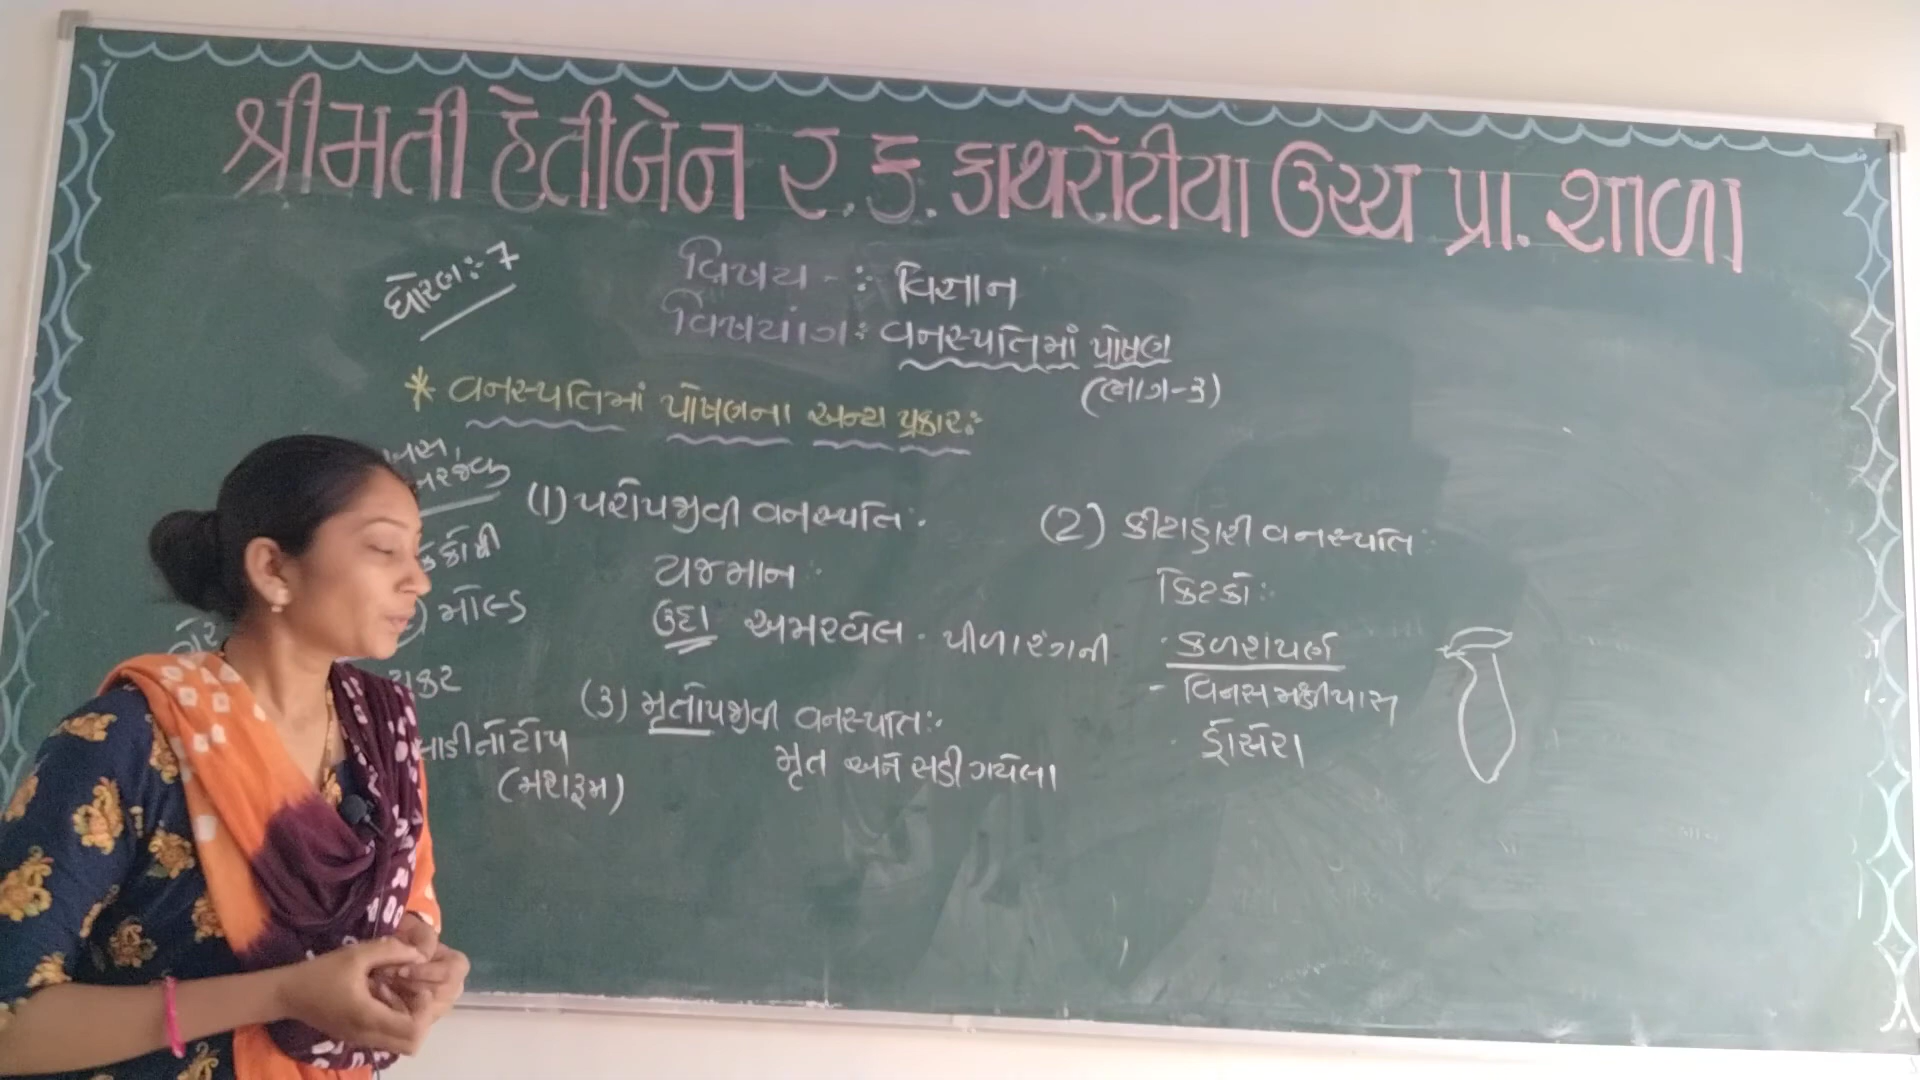 શ્રીમતી હેતીબેન ર.ક. કાથરોટીયા ઉચ્ચ પ્રા. શાળા
ધોરણ:- 7
વિષય -: વિજ્ઞાન
વિષયાંગ: વનસ્પતિમાં પોષણ
(ભાગ-3)
* વનસ્પતિમાં પોષણના અન્ય પ્રકાર:-
(1) પરોપજીવી વનસ્પતિ:
યજમાન:
ઉદા અમરવેલ - પીળા રંગની
(2) કીટાહારી વનસ્પતિ:
કિટકો:
- કળશપર્ણ
- વિનસ મક્ષીપાસ
- ડ્રોસેરા
(3) મૃતોપજીવી વનસ્પતિ:-
મૃત અને સડી ગયેલા
મોલ્ડ
(મશરૂમ)